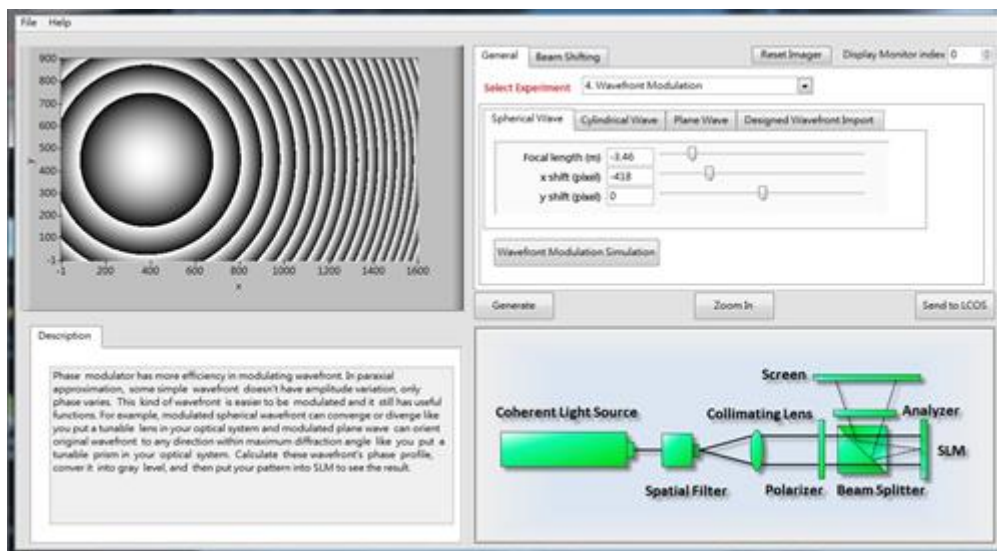 File Help
900
800
700
600
500
400
300
200
100
-1
y
-1 200 400 600 800 1000 1200 1400 1600
x
General Beam Shifting Reset Imager Display Monitor index 0
Select Experiment 4. Wavefront Modulation
Spherical Wave Cylindrical Wave Plane Wave Designed Wavefront Import
Focal length (m) -3.46
x shift (pixel) -418
y shift (pixel) 0
Wavefront Modulation Simulation
Generate Zoom In Send to LCOS
Description
Phase modulator has more efficiency in modulating wavefront. In paraxial
approximation, some simple wavefront doesn't have amplitude variation, only
phase varies. This kind of wavefront is easier to be modulated and it still has useful
functions. For example, modulated spherical wavefront can converge or diverge like
you put a tunable lens in your optical system and modulated plane wave can orient
original wavefront to any direction within maximum diffraction angle like you put a
tunable prism in your optical system. Calculate these wavefront's phase profile,
conver it into gray level, and then put your pattern into SLM to see the result.
Screen
Coherent Light Source Collimating Lens Analyzer
SLM
Spatial Filter Polarizer Beam Splitter